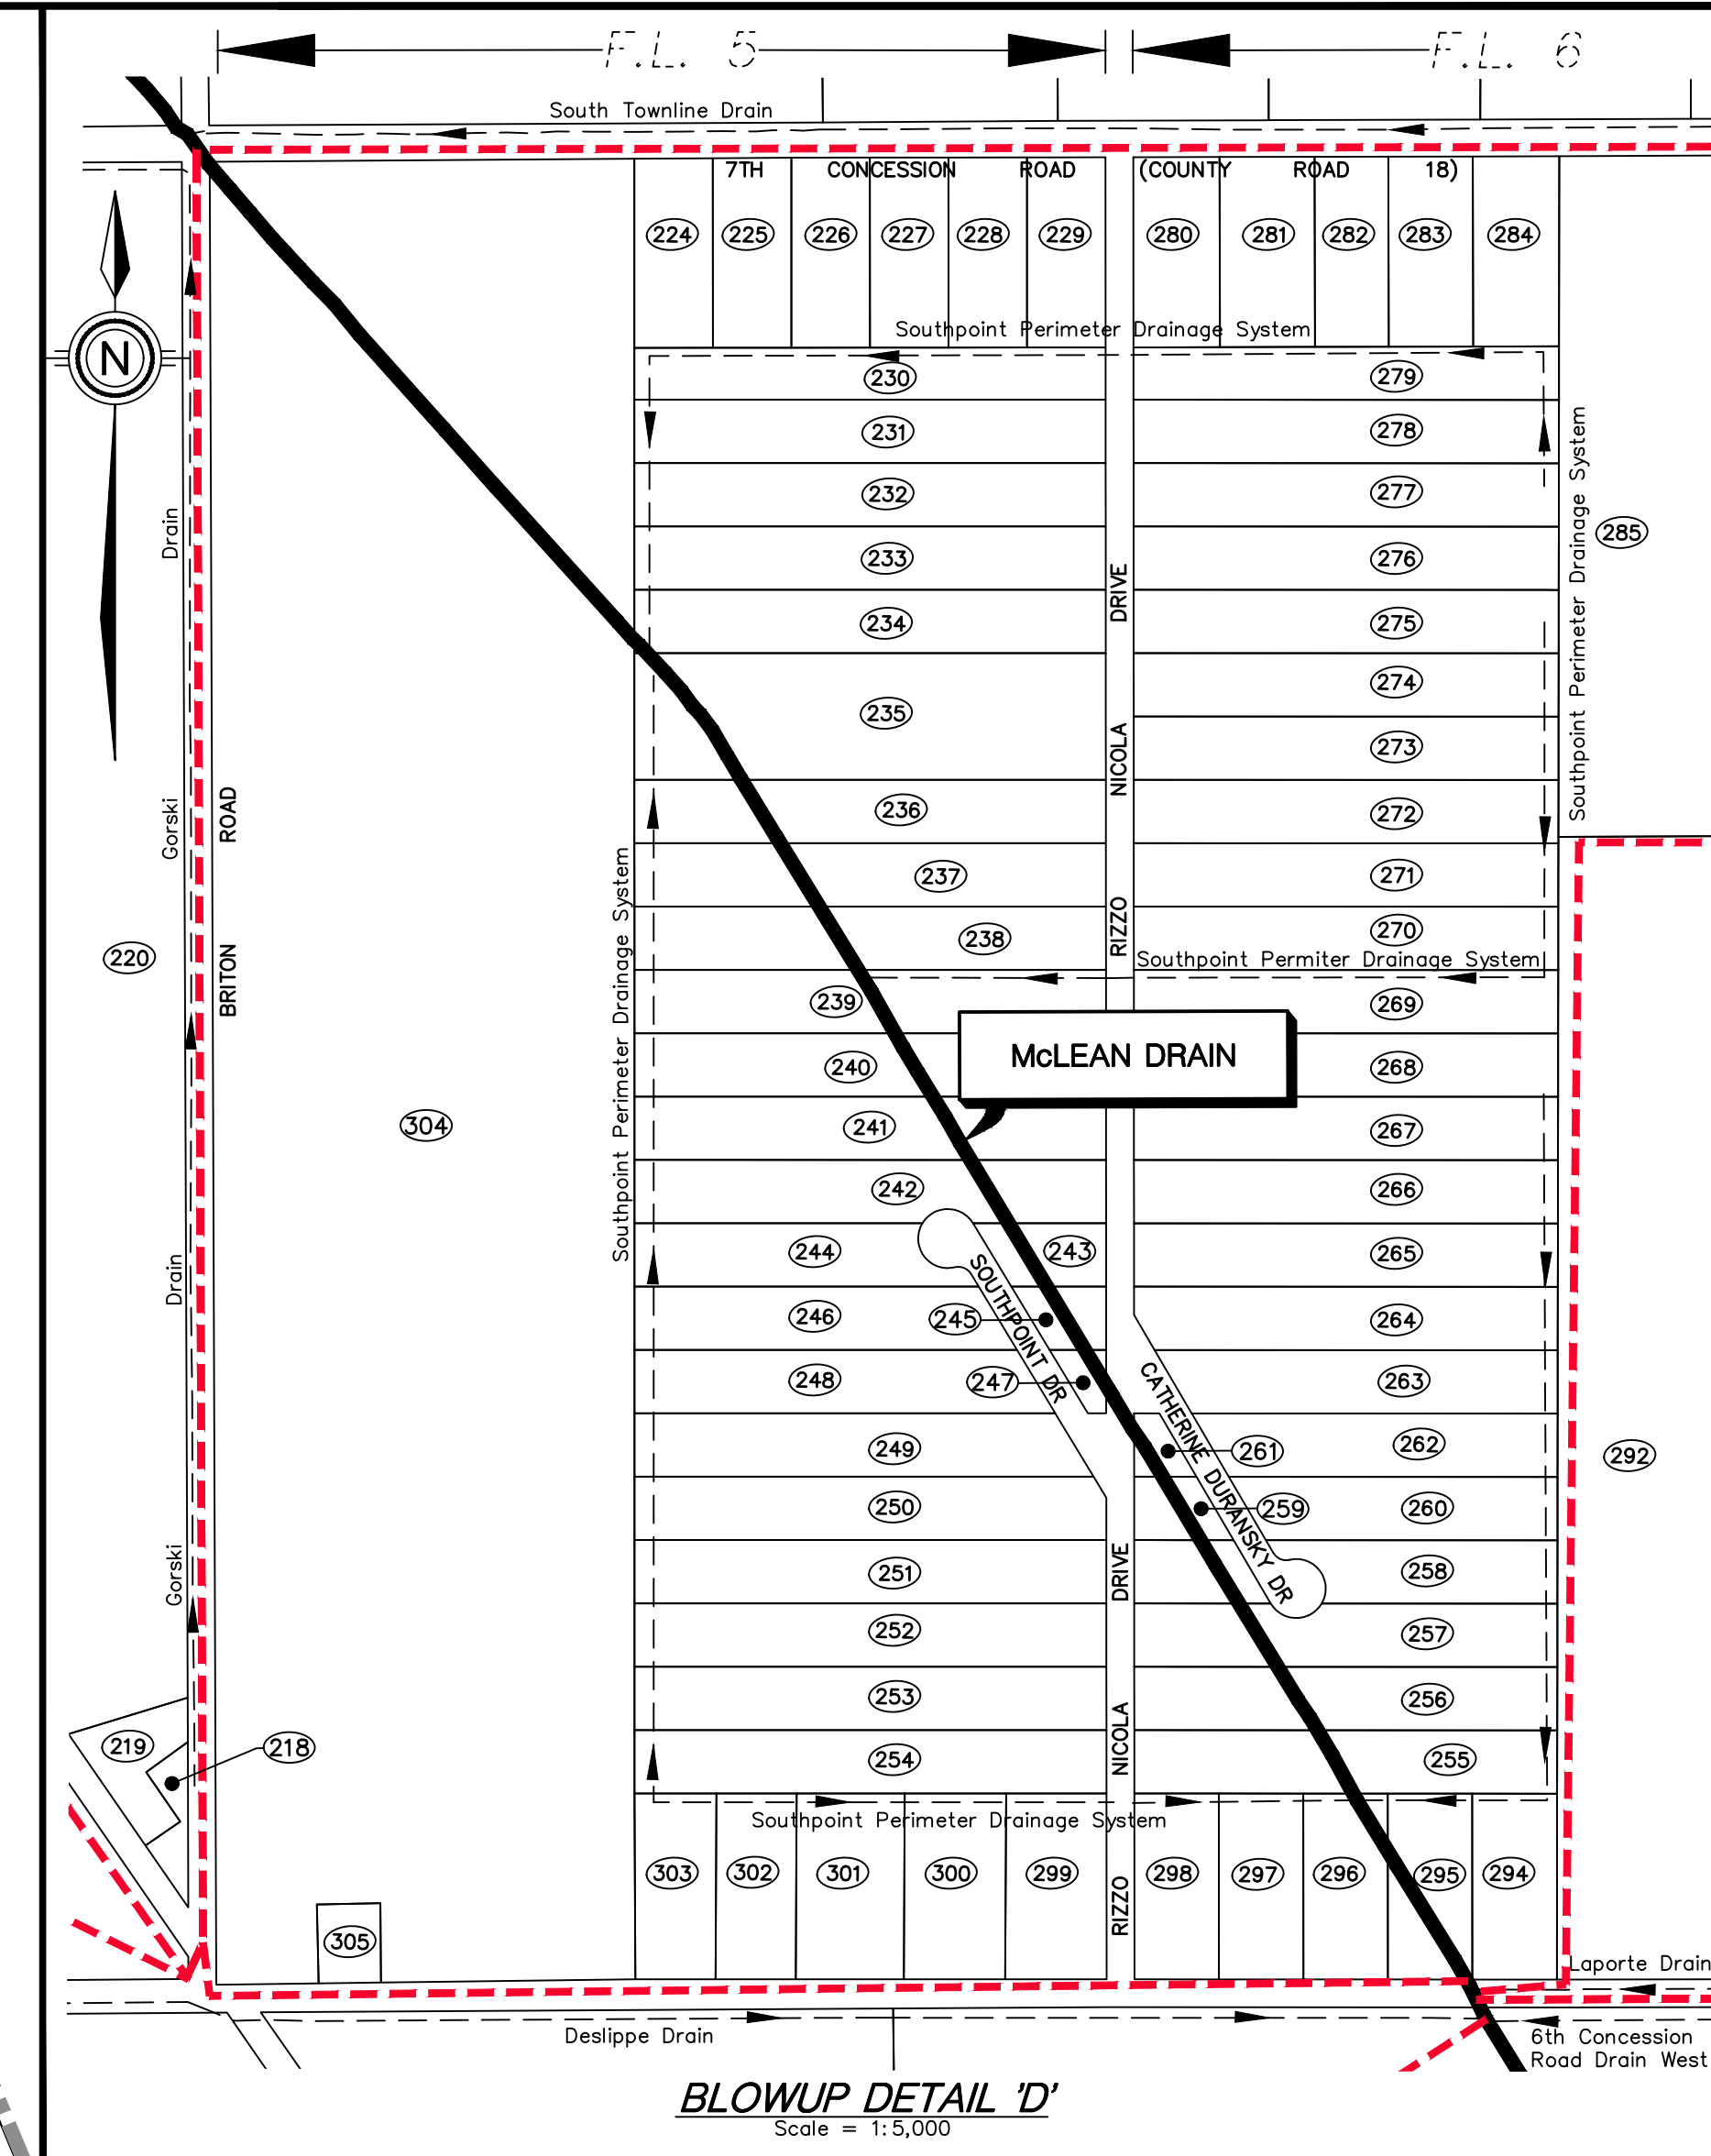 F.L. 5 F.L. 6
South Townline Drain
7TH CONCESSION ROAD (COUNTY ROAD 18)
224 225 226 227 228 229 280 281 282 283 284
Southpoint Perimeter Drainage System
N
230 279
231 278
232 277
Drain
Southpoint Perimeter Drainage System
285
233 276
234 275
DRIVE
235 274
NICOLA
273
236 272
Gorski
ROAD
237 271
RIZZO
238 270
220
BRITON
Southpoint Permiter Drainage System
Southpoint Perimeter Drainage System
239 269
McLEAN DRAIN
240 268
304
241 267
242 266
244 243 265
SOUTHPOINT DR
Drain
246 245 264
248 247 263
CATHERINE DURANSKY DR
249 261 262
292
250 259 260
Gorski
251 258
DRIVE
252 257
253 256
NICOLA
219 218
254 255
Southpoint Perimeter Drainage System
303 302 301 300 299 298 297 296 295 294
RIZZO
305
Laporte Drain
Deslippe Drain
6th Concession
Road Drain West
BLOWUP DETAIL 'D'
Scale = 1:5,000